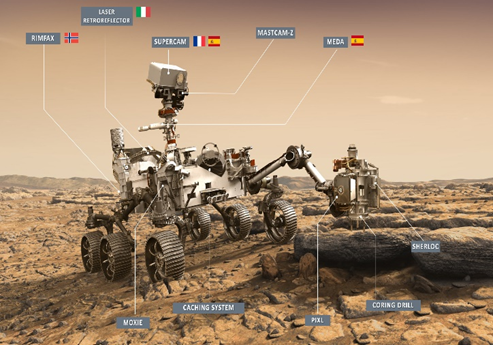 LASER
RETROREFLECTOR
RIMFAX
SUPERCAM
MASTCAM-Z
MEDA
SHERLOC
CACHING SYSTEM
CORING DRILL
MOXIE
PIXL